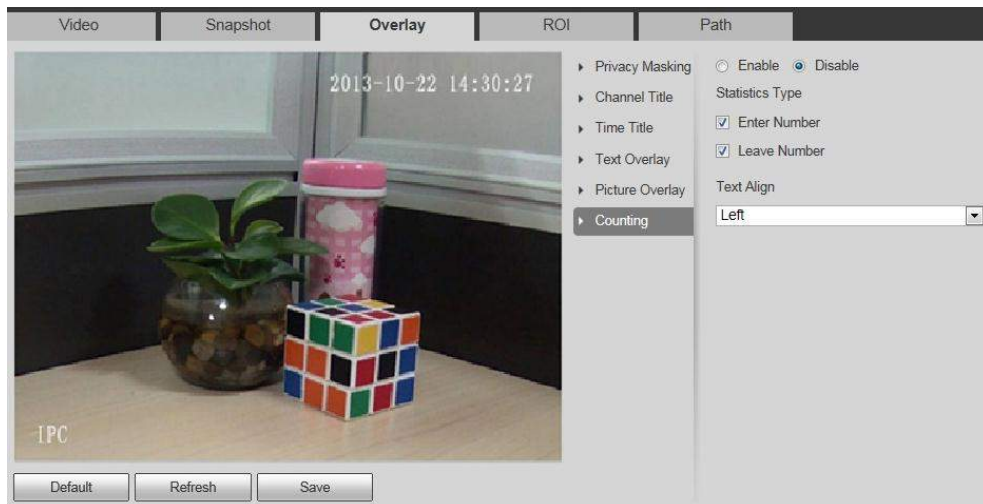 Video Snapshot Overlay ROI Path
2013-10-22 14:30:27
IPC
Privacy Masking
Channel Title
Time Title
Text Overlay
Picture Overlay
Counting
Enable Disable
Statistics Type
Enter Number
Leave Number
Text Align
Left
Default Refresh Save